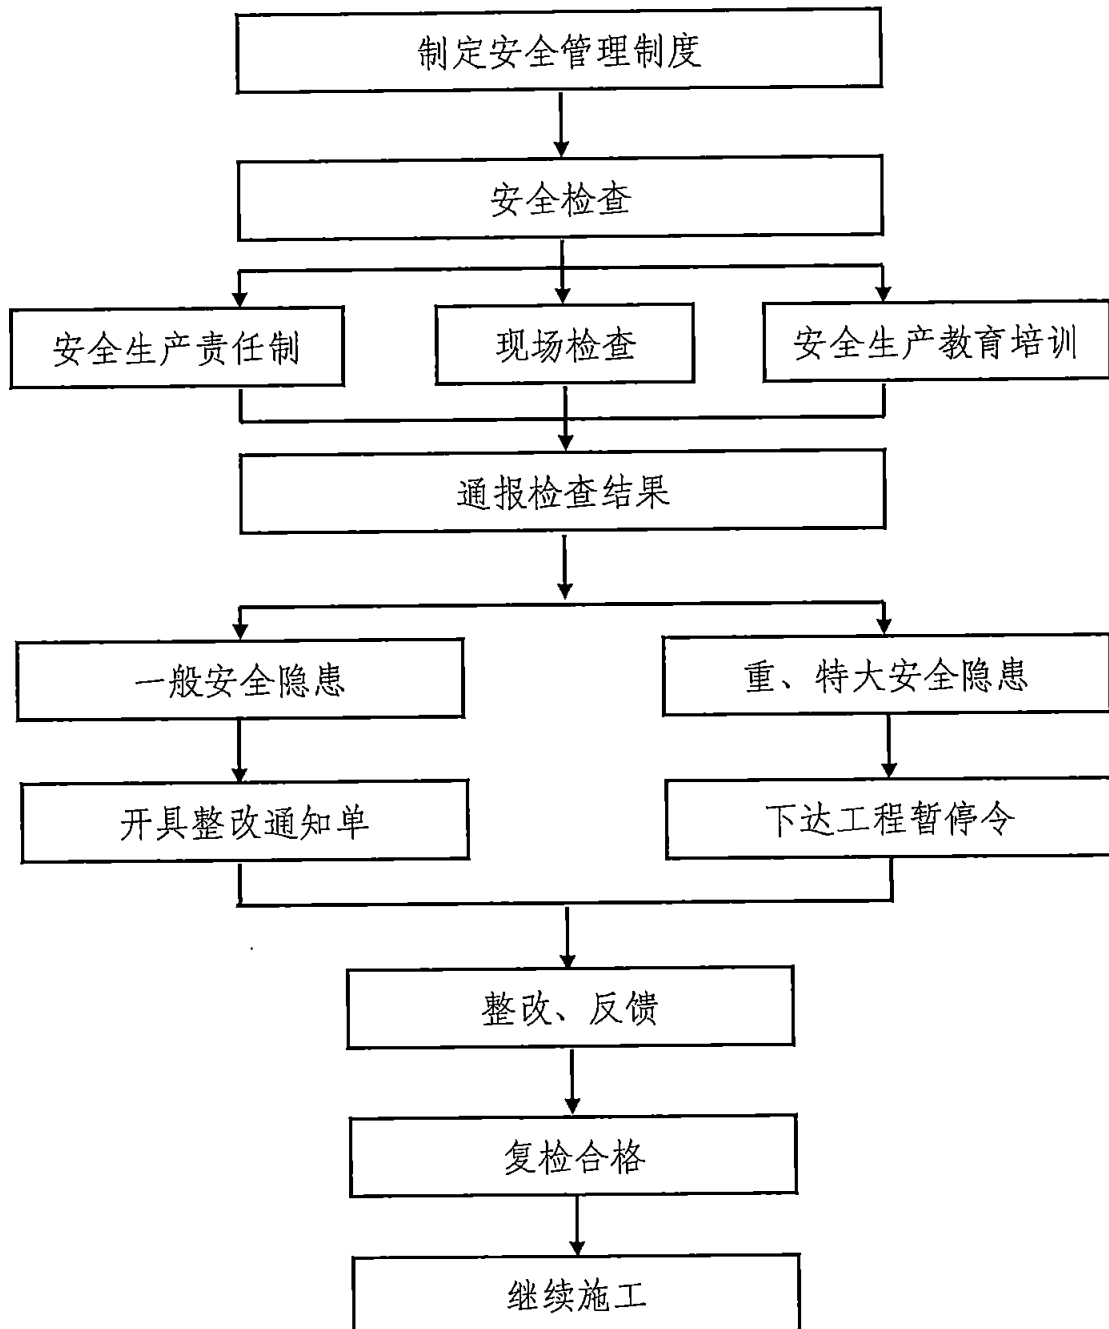 制定安全管理制度
安全检查
安全生产责任制
现场检查
安全生产教育培训
通报检查结果
一般安全隐患
重、特大安全隐患
开具整改通知单
下达工程暂停令
整改、反馈
复检合格
继续施工